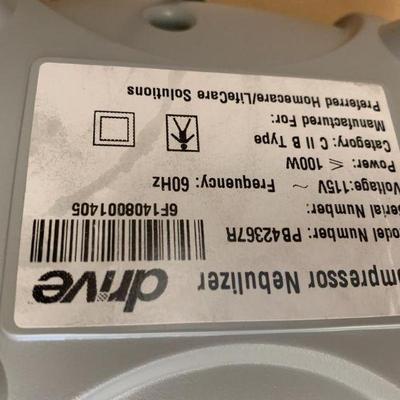 drive
ompressor Nebulizer
odel Number: PB42367R
erial Number:
6F1408001405
Voltage:115V ~ Frequency: 60Hz
Power: ≤ 100W
Category: C II B Type
Manufactured For:
Preferred Homecare/LifeCare Solutions